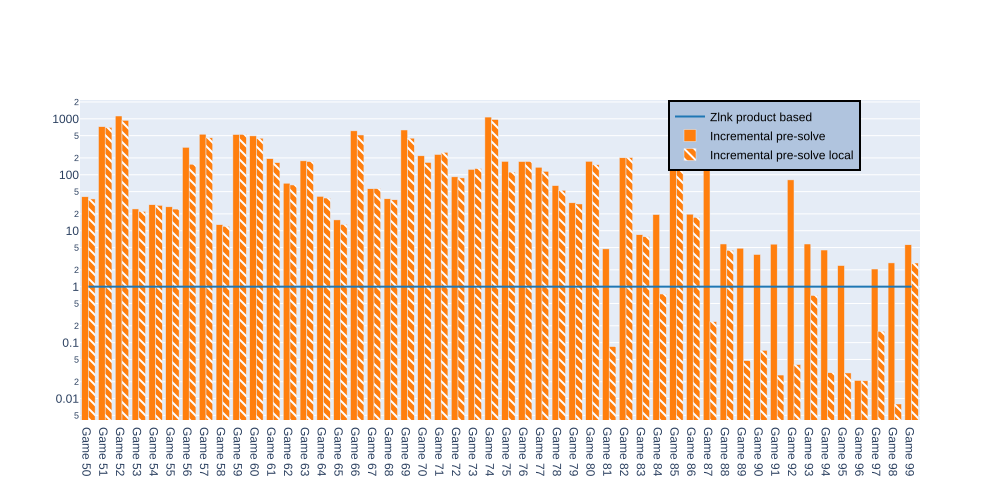 Zlnk product based
Incremental pre-solve
Incremental pre-solve local
2
1000
5
2
100
5
2
10
5
2
1
5
2
0.1
5
2
0.01
5
Game 50
Game 51
Game 52
Game 53
Game 54
Game 55
Game 56
Game 57
Game 58
Game 59
Game 60
Game 61
Game 62
Game 63
Game 64
Game 65
Game 66
Game 67
Game 68
Game 69
Game 70
Game 71
Game 72
Game 73
Game 74
Game 75
Game 76
Game 77
Game 78
Game 79
Game 80
Game 81
Game 82
Game 83
Game 84
Game 85
Game 86
Game 87
Game 88
Game 89
Game 90
Game 91
Game 92
Game 93
Game 94
Game 95
Game 96
Game 97
Game 98
Game 99